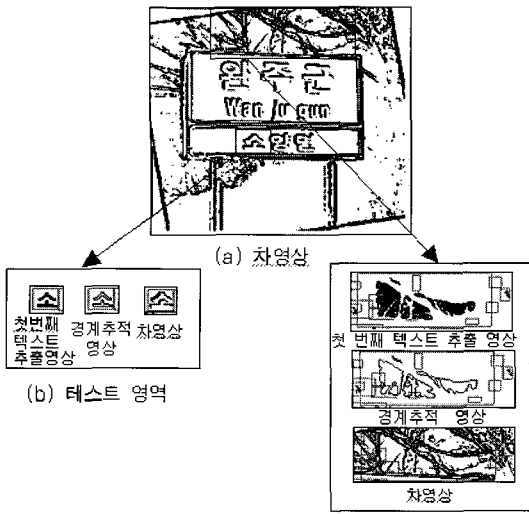 완주군
Wan ju gun
소양면
(a) 차영상
소 소 소
첫번째 경계추적 차영상
텍스트 영상
추출영상
(b) 테스트 영역
첫 번째 텍스트 추출 영상
경계추적 영상
차영상